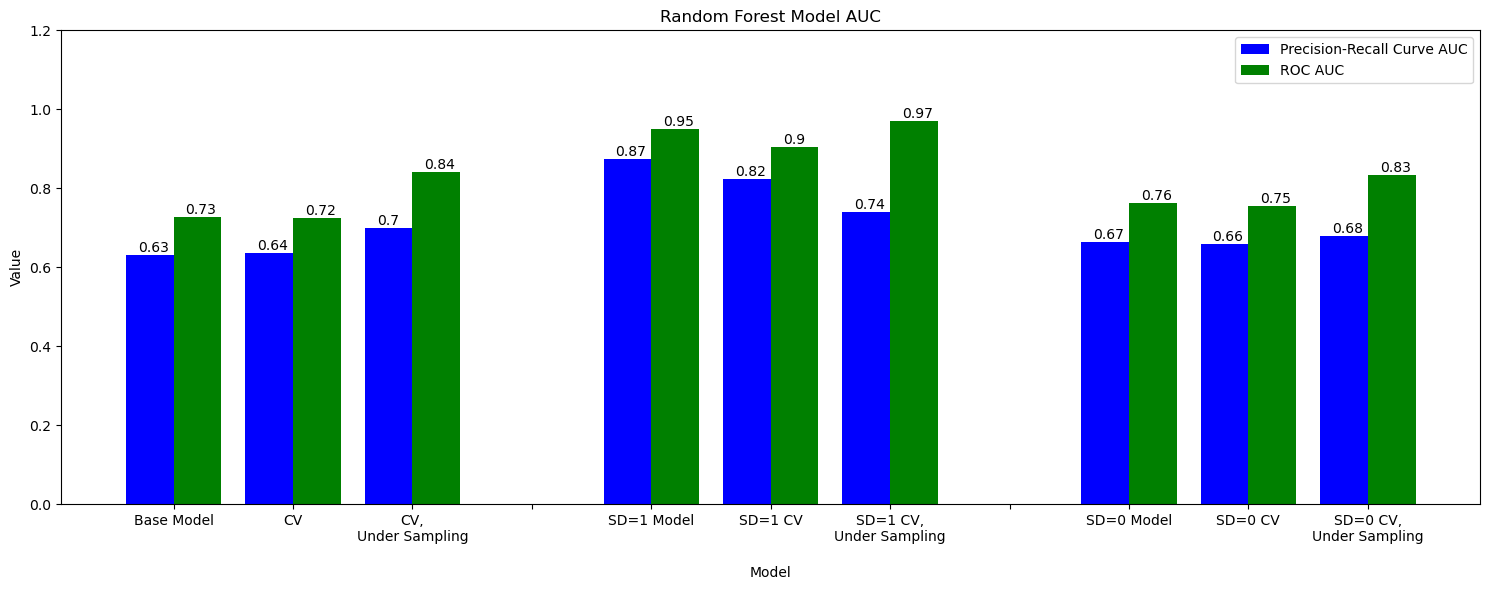 Random Forest Model AUC
1.2
1.0
0.8
0.6
0.4
0.2
0.0
Value
Precision-Recall Curve AUC
ROC AUC
0.63
0.73
0.64
0.72
0.7
0.84
0.87
0.95
0.82
0.9
0.74
0.97
0.67
0.76
0.66
0.75
0.68
0.83
Base Model
CV
CV,
Under Sampling
SD=1 Model
SD=1 CV
SD=1 CV,
Under Sampling
SD=0 Model
SD=0 CV
SD=0 CV,
Under Sampling
Model